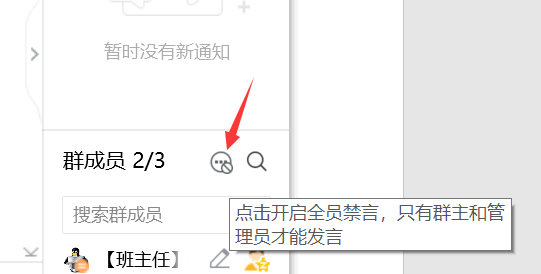 暂时没有新通知
群成员 2/3
搜索群成员
点击开启全员禁言，只有群主和管
理员才能发言
【班主任】